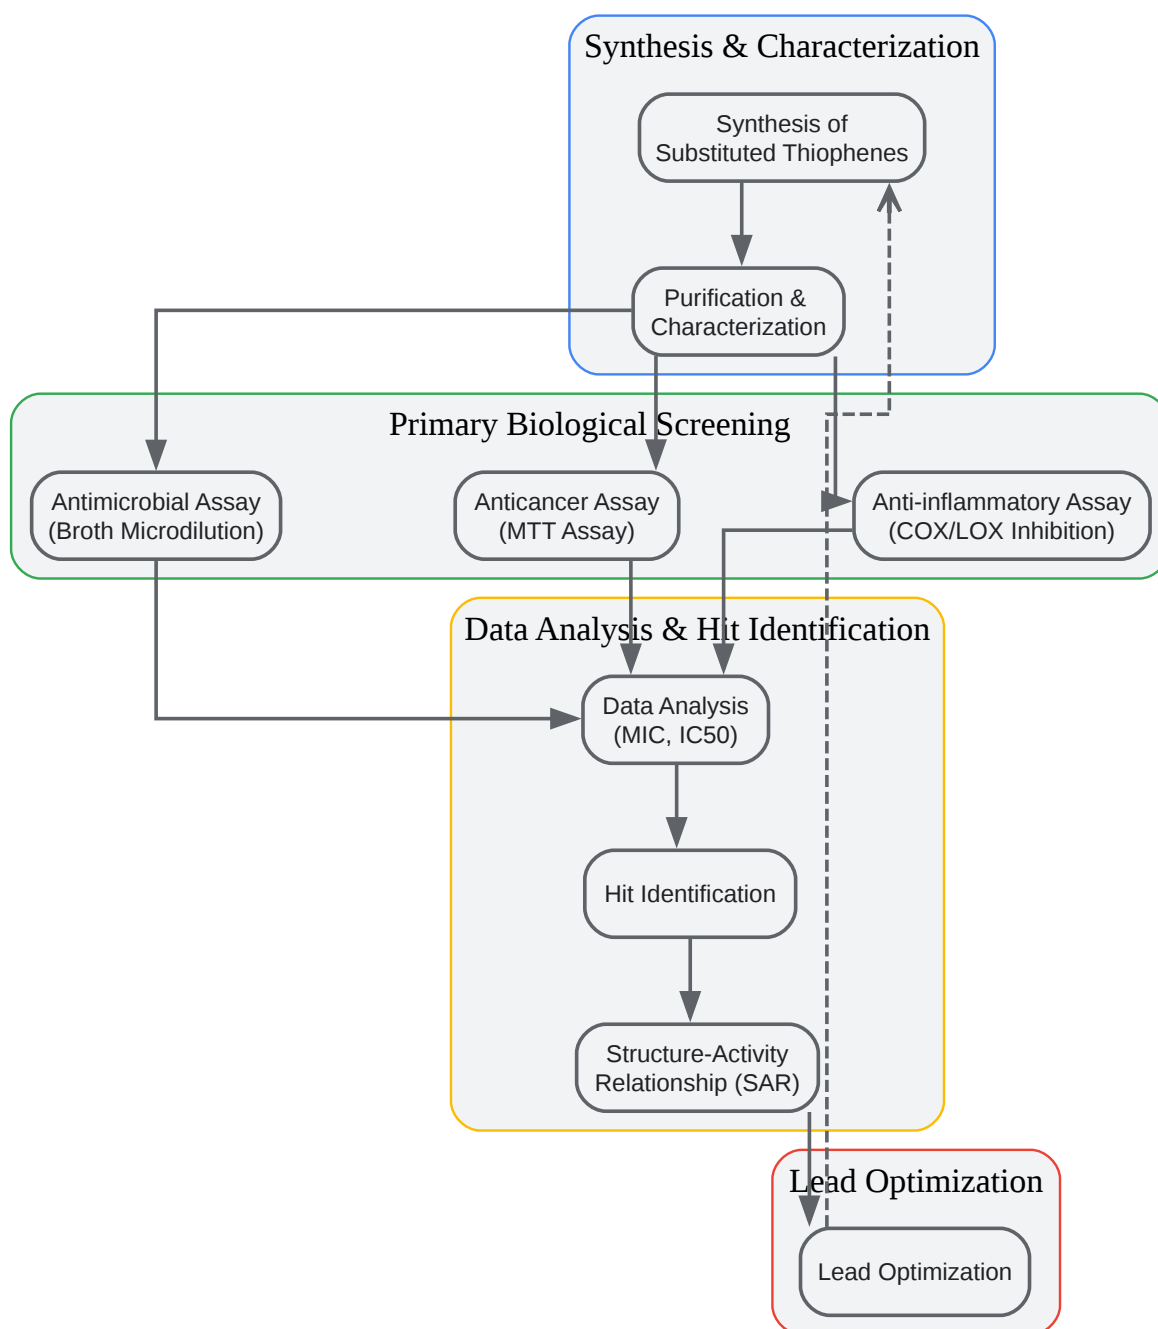 Synthesis & Characterization
Synthesis of
Substituted Thiophenes
Purification &
Characterization
Primary Biological Screening
Antimicrobial Assay
(Broth Microdilution)
Anticancer Assay
(MTT Assay)
Anti-inflammatory Assay
(COX/LOX Inhibition)
Data Analysis & Hit Identification
Data Analysis
(MIC, IC50)
Hit Identification
Structure-Activity
Relationship (SAR)
Lead Optimization
Lead Optimization